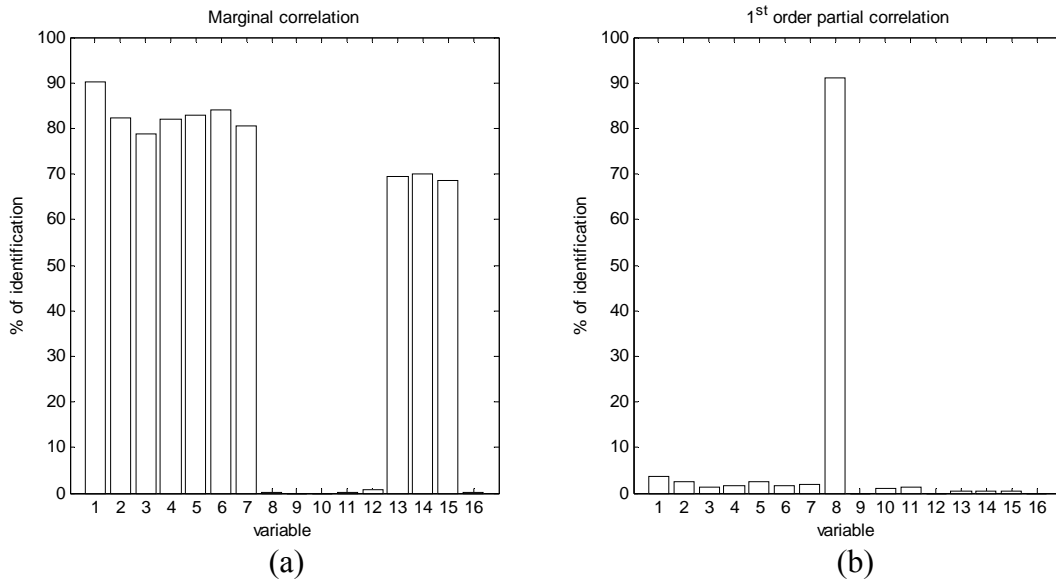 Marginal correlation
100
90
80
70
60
50
40
30
20
10
0
% of identification
1 2 3 4 5 6 7 8 9 10 11 12 13 14 15 16
variable
(a)
1st order partial correlation
100
90
80
70
60
50
40
30
20
10
0
% of identification
1 2 3 4 5 6 7 8 9 10 11 12 13 14 15 16
variable
(b)